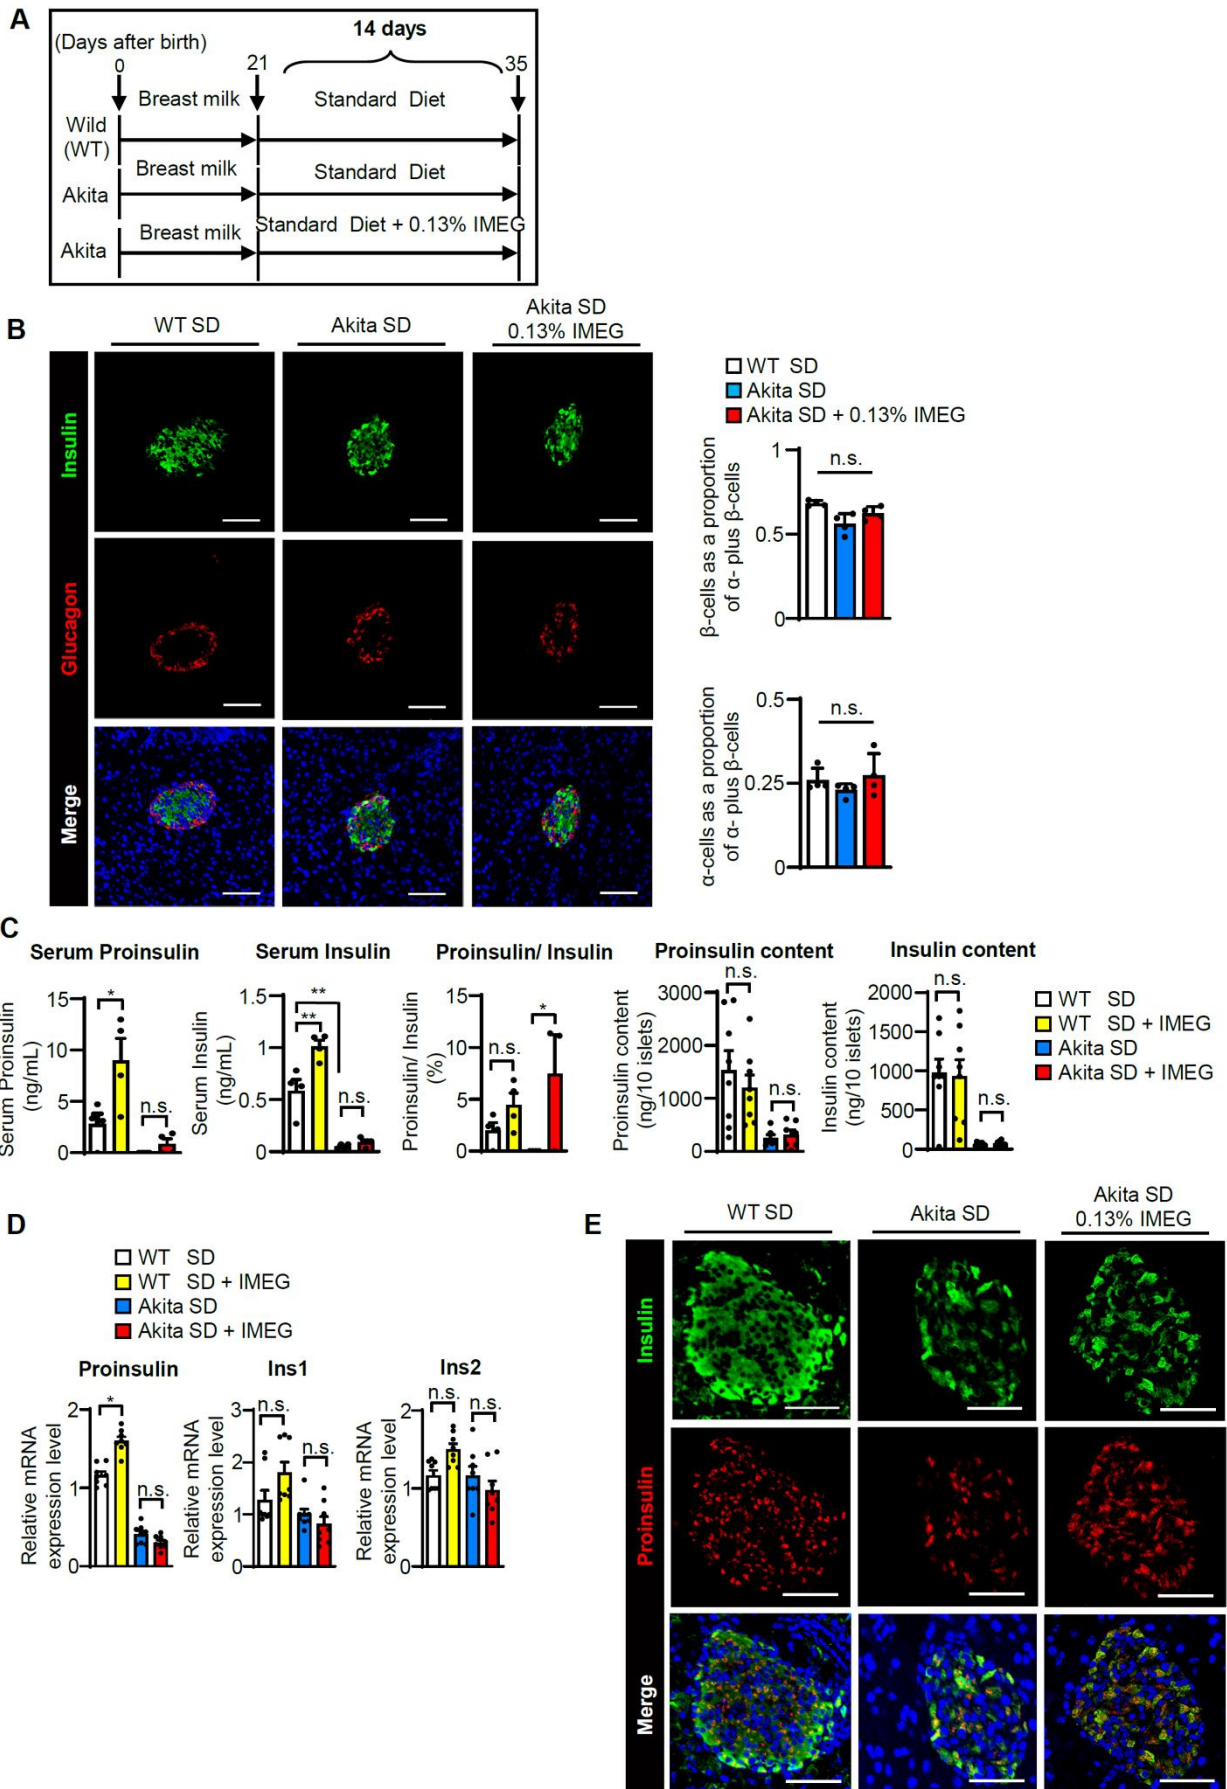 A
(Days after birth)
14 days
0
21
35
Breast milk
Standard Diet
Wild
(WT)
Breast milk
Standard Diet
Akita
Breast milk
Standard Diet + 0.13% IMEG
Akita
B
WT SD
Akita SD
Akita SD
0.13% IMEG
Insulin
Glucagon
Merge
WT SD
Akita SD
Akita SD + 0.13% IMEG
β-cells as a proportion
of α- plus β-cells
1
0.5
0
n.s.
α-cells as a proportion
of α- plus β-cells
0.5
0.25
0
n.s.
C
Serum Proinsulin
Serum Proinsulin
(ng/mL)
15
10
5
0
*
n.s.
Serum Insulin
Serum Insulin
(ng/mL)
1.5
1
0.5
0
**
**
n.s.
Proinsulin/ Insulin
Proinsulin/ Insulin
(%)
15
10
5
0
n.s.
*
Proinsulin content
Proinsulin content
(ng/10 islets)
3000
2000
1000
0
n.s.
n.s.
Insulin content
Insulin content
(ng/10 islets)
2000
1500
1000
500
0
n.s.
n.s.
WT SD
WT SD + IMEG
Akita SD
Akita SD + IMEG
D
WT SD
WT SD + IMEG
Akita SD
Akita SD + IMEG
Proinsulin
Relative mRNA
expression level
2
1
0
*
n.s.
Ins1
Relative mRNA
expression level
3
2
1
0
n.s.
n.s.
Ins2
Relative mRNA
expression level
2
1
0
n.s.
n.s.
E
WT SD
Akita SD
Akita SD
0.13% IMEG
Insulin
Proinsulin
Merge